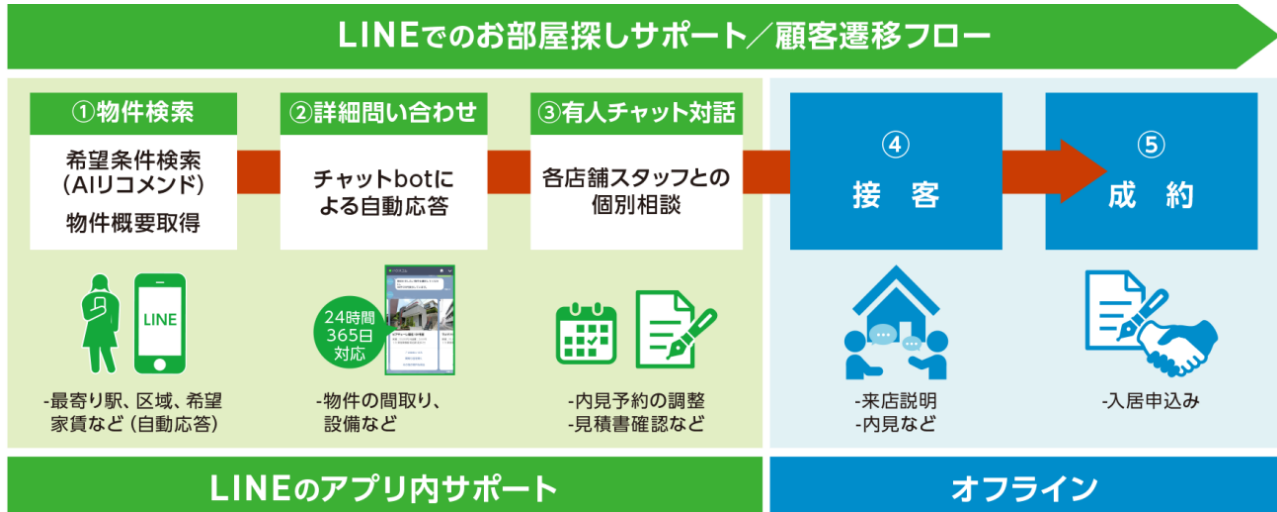 LINEでのお部屋探しサポート／顧客遷移フロー
①物件検索
希望条件検索
(AIリコメンド)
物件概要取得
LINE
-最寄り駅、区域、希望
家賃など(自動応答)
②詳細問い合わせ
チャットbotに
よる自動応答
24時間
365日
対応
-物件の間取り、
設備など
③有人チャット対話
各店舗スタッフとの
個別相談
-内見予約の調整
-見積書確認など
④
接 客
-来店説明
-内見など
⑤
成 約
-入居申込み
LINEのアプリ内サポート
オフライン